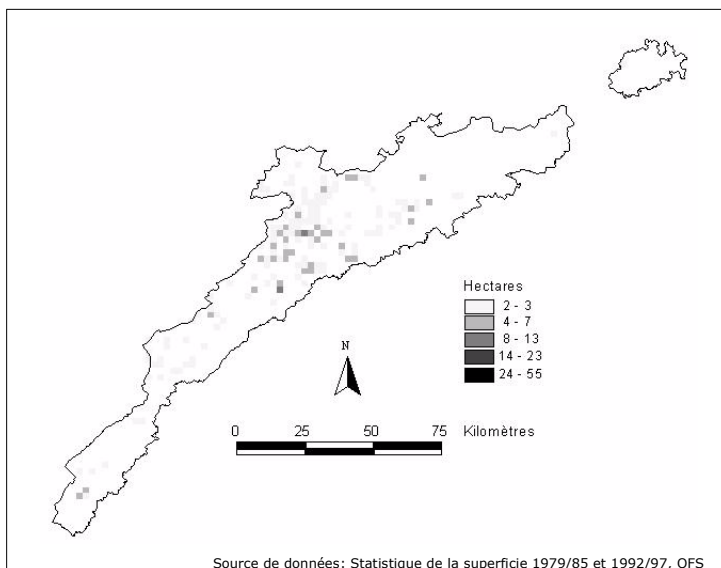 Hectares
2 - 3
4 - 7
8 - 13
14 - 23
24 - 55
N
0 25 50 75 Kilomètres
Source de données: Statistique de la superficie 1979/85 et 1992/97, OFS